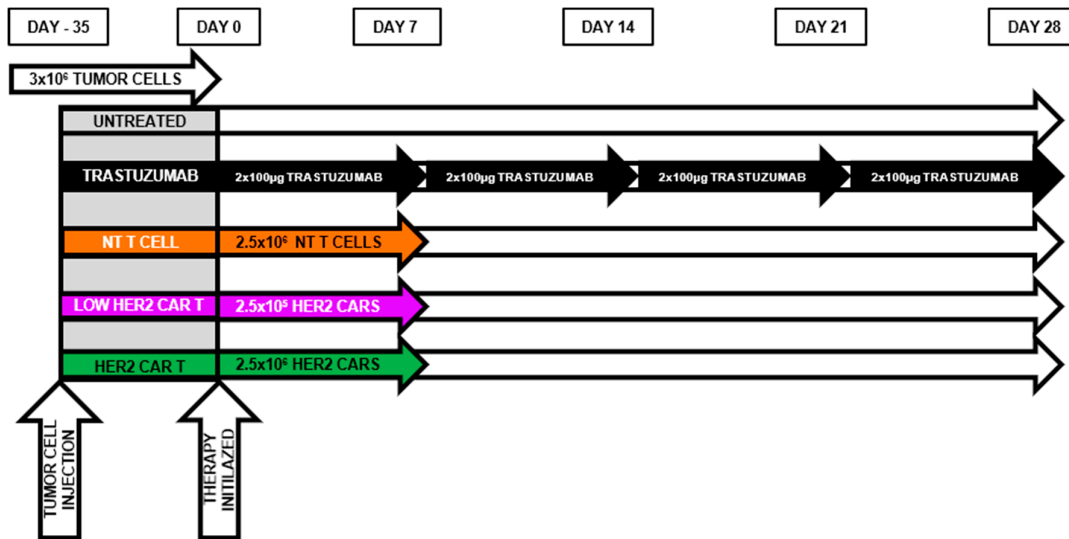 DAY - 35
DAY 0
DAY 7
DAY 14
DAY 21
DAY 28
3x10⁶ TUMOR CELLS
UNTREATED
TRASTUZUMAB
2x100µg TRASTUZUMAB
2x100µg TRASTUZUMAB
2x100µg TRASTUZUMAB
2x100µg TRASTUZUMAB
NT T CELL
2.5x10⁶ NT T CELLS
LOW HER2 CAR T
2.5x10⁵ HER2 CARS
HER2 CAR T
2.5x10⁶ HER2 CARS
TUMOR CELL
INJECTION
THERAPY
INITILAZED